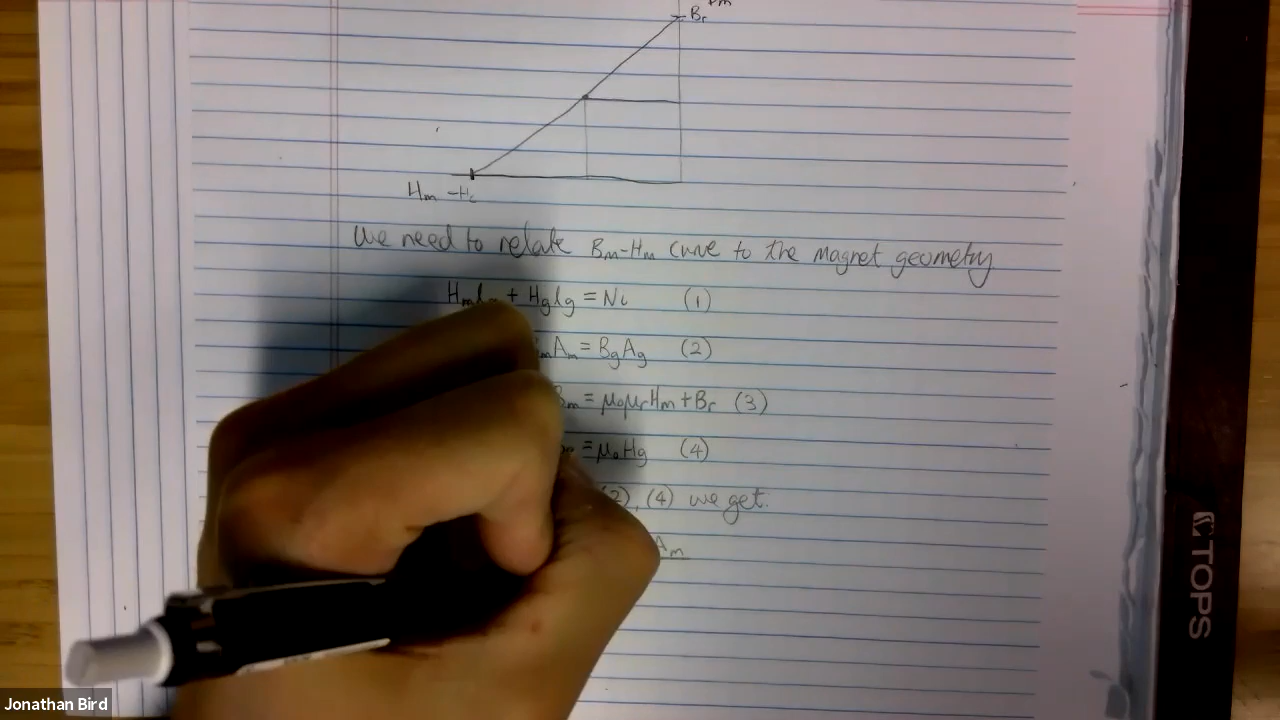 Br
Hm -Hc
We need to relate Bm-Hm curve to the magnet geometry
Hmlm + Hglg = Ni (1)
mAm = BgAg (2)
Bm = μ0μrHm + Br (3)
= μ0Hg (4)
(2), (4) we get.
Am
TOPS
Jonathan Bird